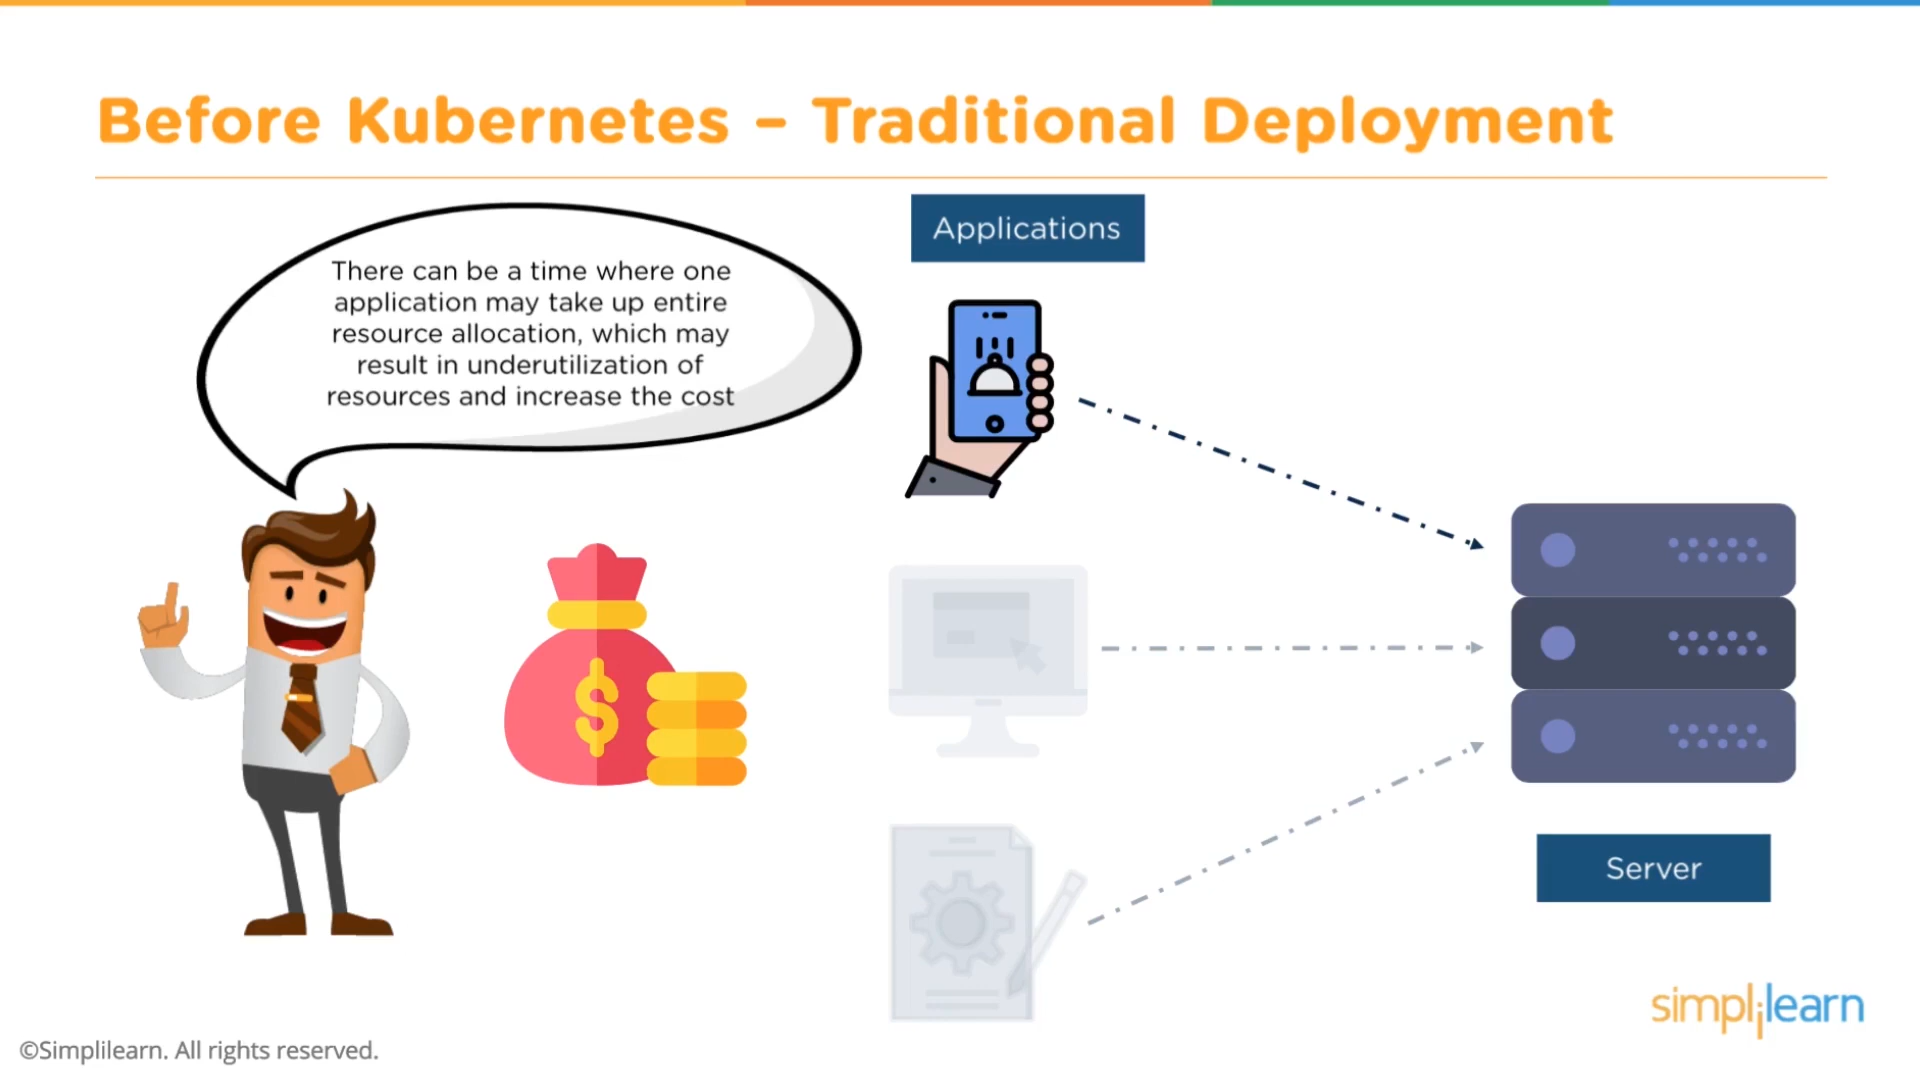 Before Kubernetes – Traditional Deployment
There can be a time where one
application may take up entire
resource allocation, which may
result in underutilization of
resources and increase the cost
Applications
$
Server
simplilearn
©Simplilearn. All rights reserved.